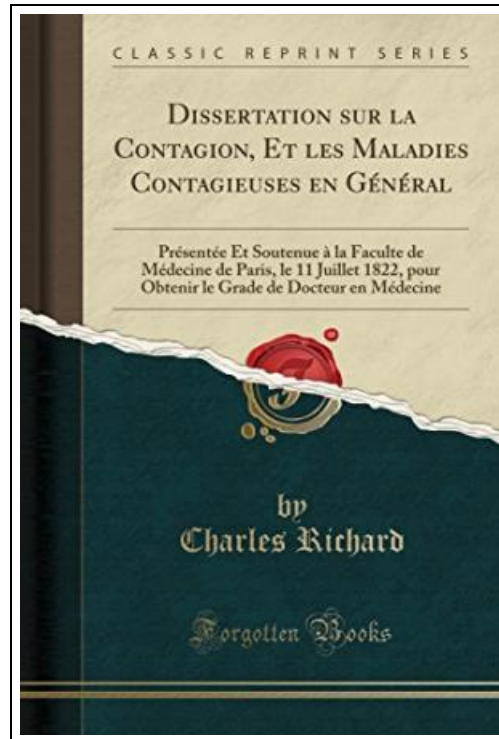 CLASSIC REPRINT SERIES
DISSERTATION SUR LA
CONTAGION, ET LES MALADIES
CONTAGIEUSES EN GÉNÉRAL
Présentée Et Soutenue à la Faculte de
Médecine de Paris, le 11 Juillet 1822, pour
Obtenir le Grade de Docteur en Médecine
by
Charles Richard
Forgotten Books